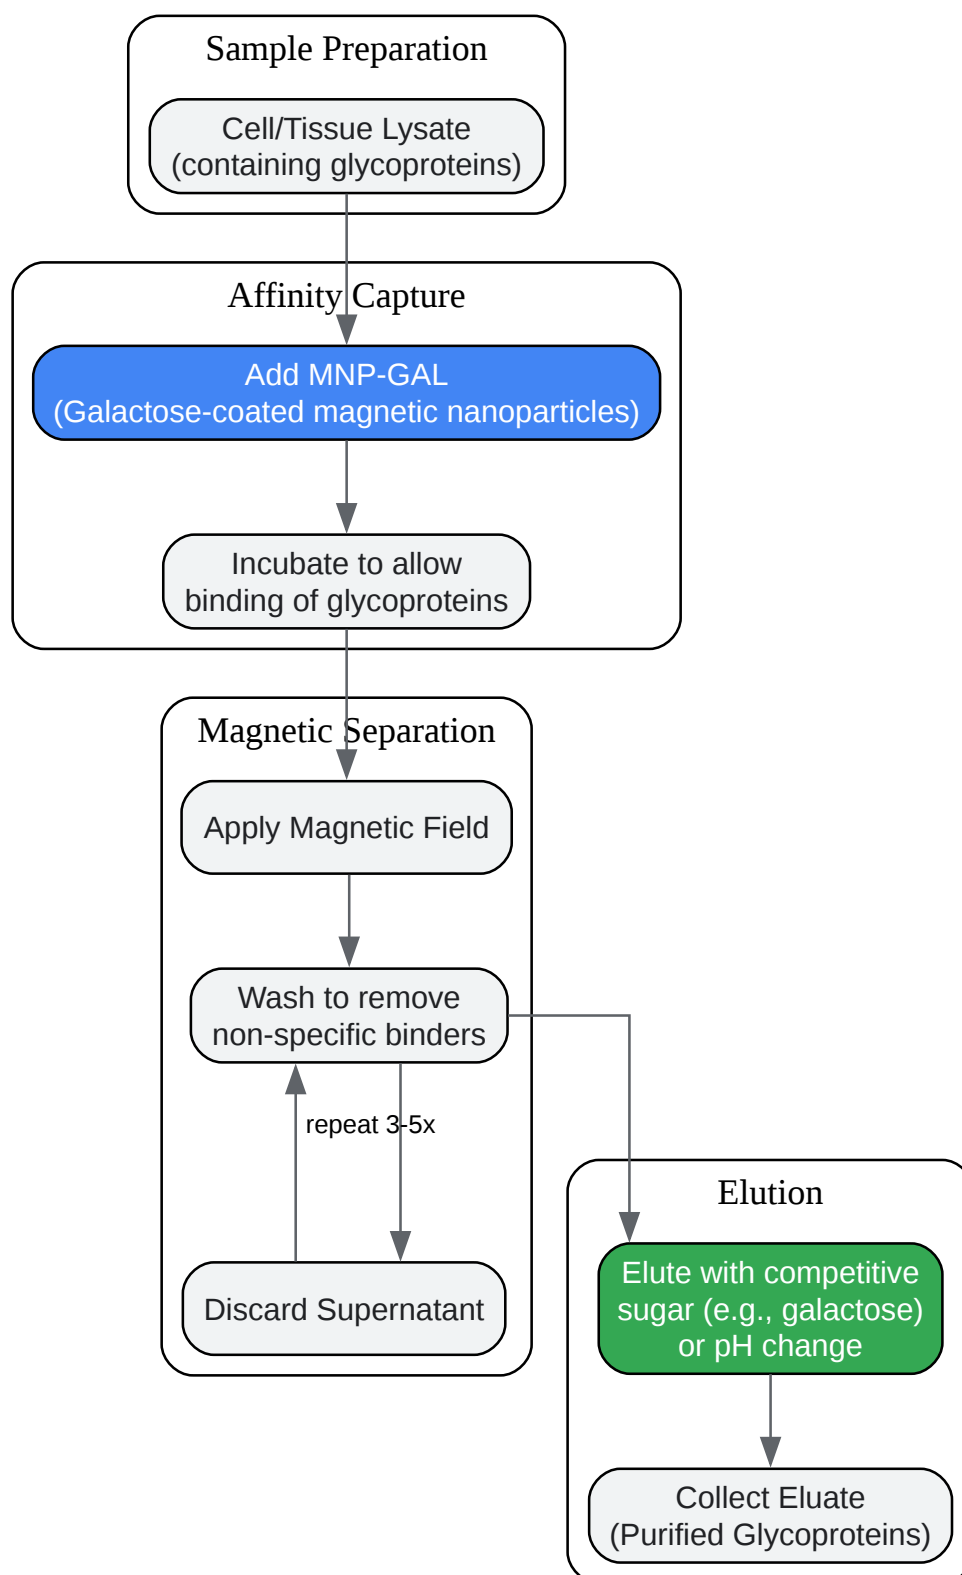 Sample Preparation
Cell/Tissue Lysate
(containing glycoproteins)
Affinity Capture
Add MNP-GAL
(Galactose-coated magnetic nanoparticles)
Incubate to allow
binding of glycoproteins
Magnetic Separation
Apply Magnetic Field
Wash to remove
non-specific binders
repeat 3-5x
Discard Supernatant
Elution
Elute with competitive
sugar (e.g., galactose)
or pH change
Collect Eluate
(Purified Glycoproteins)